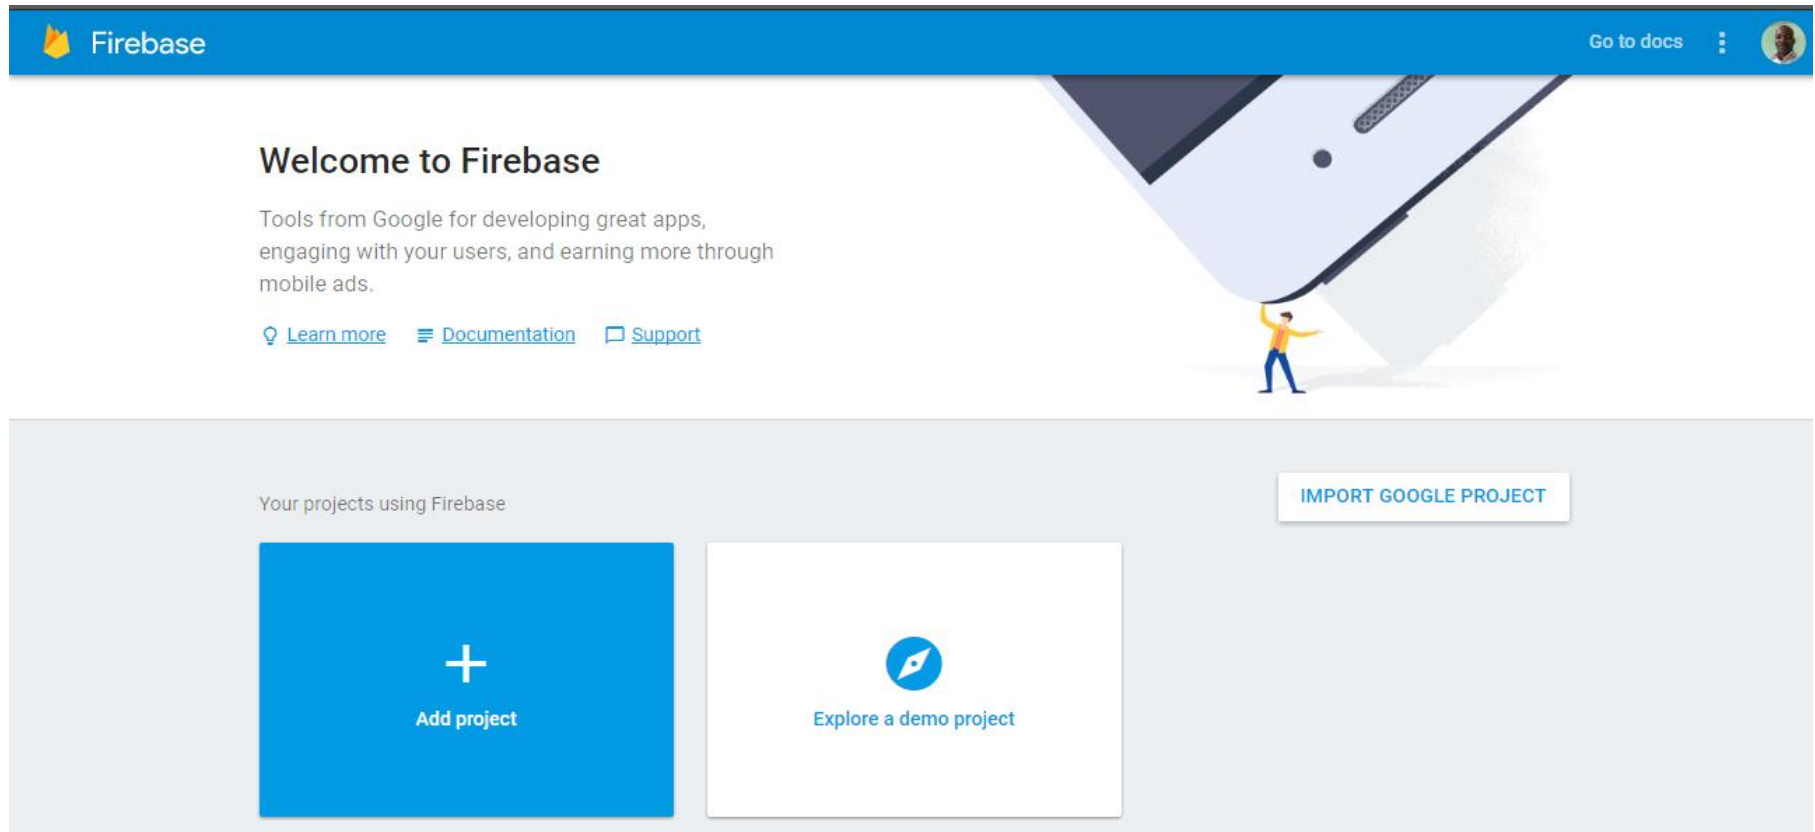 Firebase
Go to docs
Welcome to Firebase
Tools from Google for developing great apps,
engaging with your users, and earning more through
mobile ads.
Learn more Documentation Support
Your projects using Firebase
IMPORT GOOGLE PROJECT
Add project
Explore a demo project